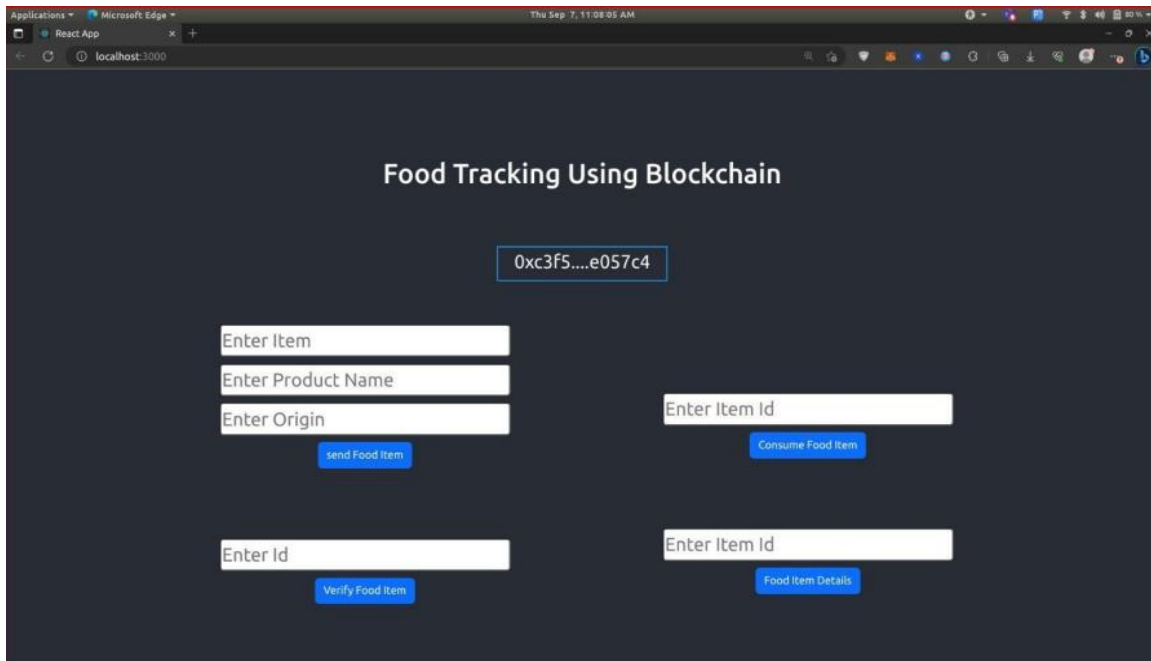 Applications Microsoft Edge Thu Sep 7, 11:08:05 AM 80 %
React App
localhost:3000
Food Tracking Using Blockchain
0xc3f5....e057c4
Enter Item
Enter Product Name
Enter Origin
send Food Item
Enter Item Id
Consume Food Item
Enter Id
Verify Food Item
Enter Item Id
Food Item Details